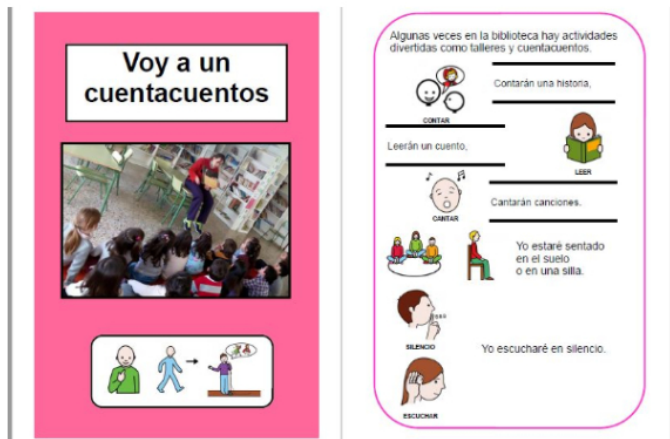 Voy a un
cuentacuentos
Algunas veces en la biblioteca hay actividades
divertidas como talleres y cuentacuentos.
Contarán una historia,
CONTAR
Leerán un cuento,
LEER
Cantarán canciones.
CANTAR
Yo estaré sentado
en el suelo
o en una silla.
SILENCIO
Yo escucharé en silencio.
ESCUCHAR